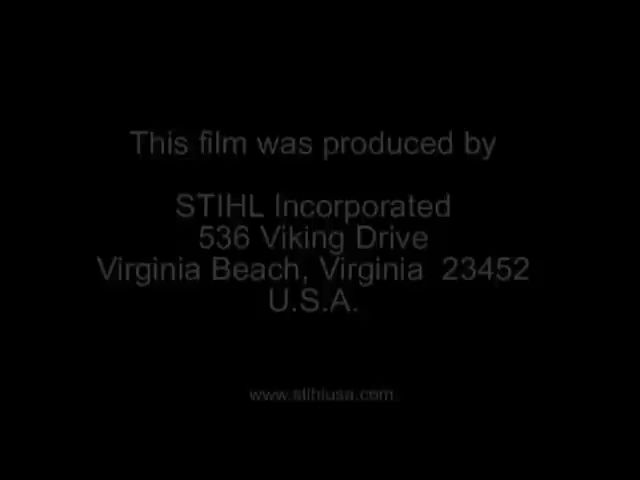 This film was produced by
STIHL Incorporated
536 Viking Drive
Virginia Beach, Virginia 23452
U.S.A.
www.stihlusa.com